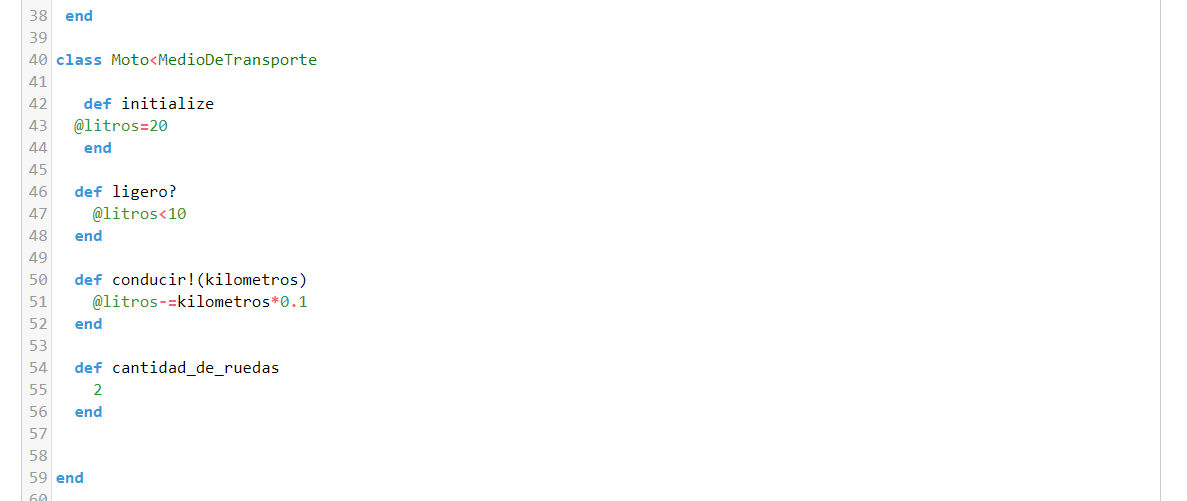 38 end
39
40 class Moto<MedioDeTransporte
41
42 def initialize
43 @litros=20
44 end
45
46 def ligero?
47 @litros<10
48 end
49
50 def conducir!(kilometros)
51 @litros-=kilometros*0.1
52 end
53
54 def cantidad_de_ruedas
55 2
56 end
57
58
59 end
60